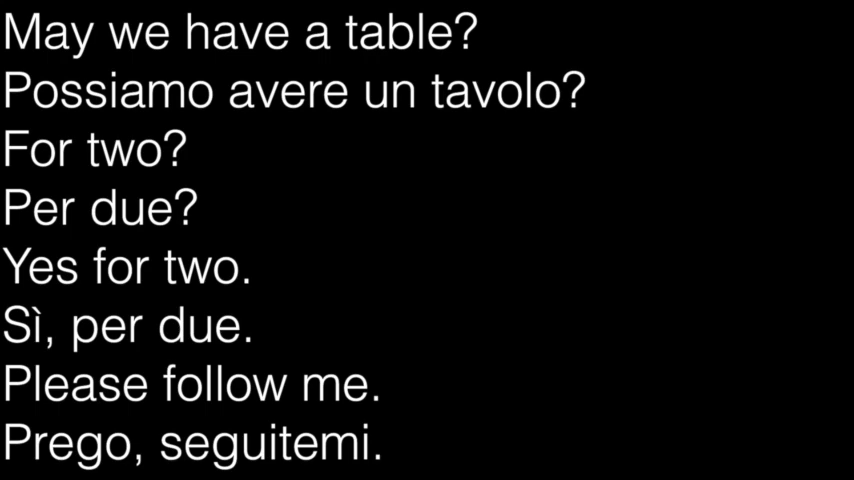 May we have a table?
Possiamo avere un tavolo?
For two?
Per due?
Yes for two.
Sì, per due.
Please follow me.
Prego, seguitemi.